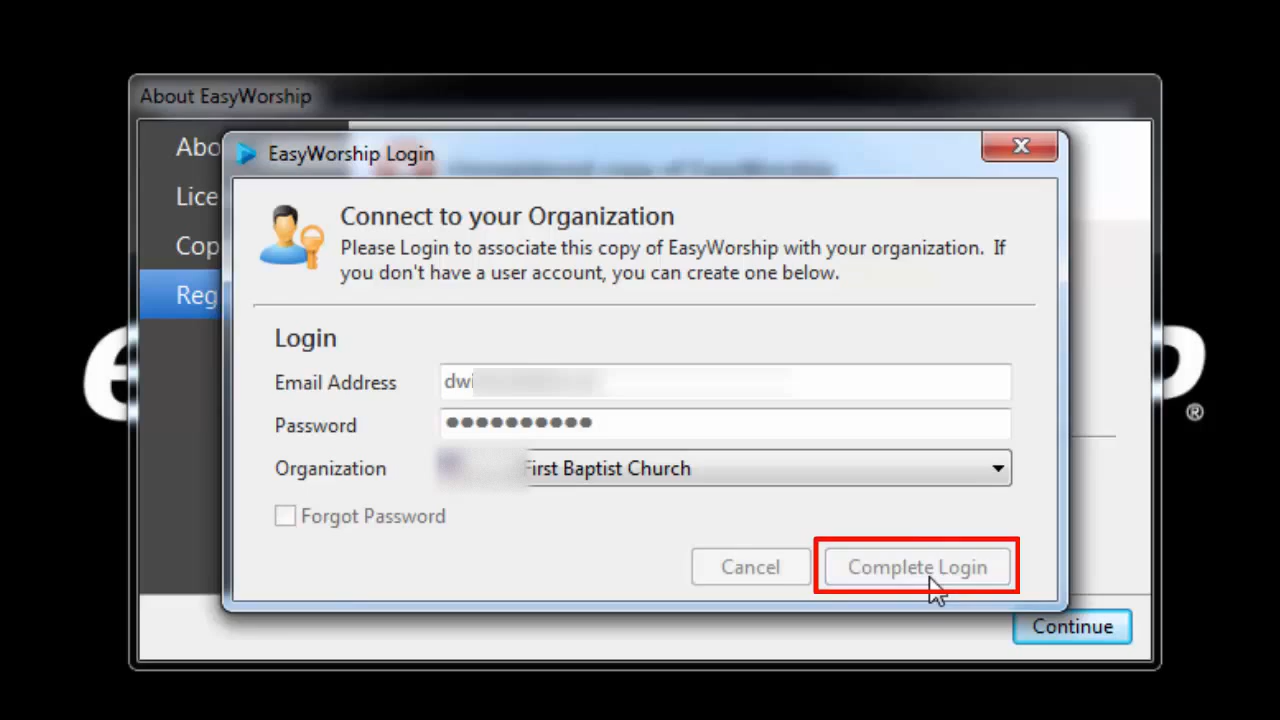 About EasyWorship
Abo
EasyWorship Login
Lice
Connect to your Organization
Please Login to associate this copy of EasyWorship with your organization. If
you don't have a user account, you can create one below.
Cop
Reg
Login
Email Address dwi
Password ●●●●●●●●●●
Organization First Baptist Church
Forgot Password
Cancel Complete Login
Continue
e p ®